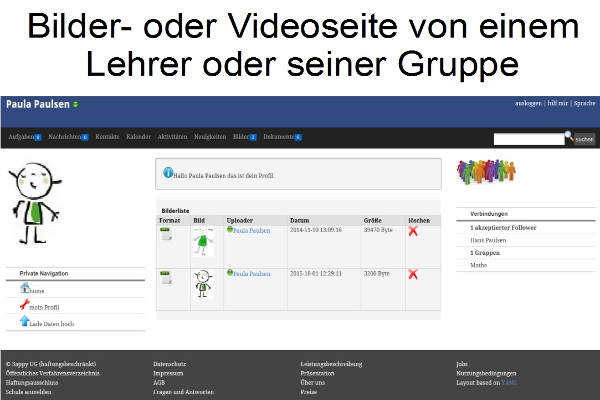 Bilder- oder Videoseite von einem
Lehrer oder seiner Gruppe
Paula Paulsen
ausloggen | hilf mir | Sprache
Aufgaben Nachrichten Kontakte Kalender Aktivitäten Neuigkeiten Bilder Dokumente
suchen
Hallo Paula Paulsen das ist dein Profil
Bilderliste
Format Bild Uploader Datum Größe löschen
Paula Paulsen 2014-11-10 13:09:16 39470 Byte
Paula Paulsen 2015-10-01 12:29:11 3200 Byte
Verbindungen
1 akzeptierter Follower
Hans Paulsen
1 Gruppen
Mathe
Private Navigation
home
mein Profil
Lade Daten hoch
© 3appy UG (haftungsbeschränkt)
Öffentliches Verfahrensverzeichnis
Haftungsausschluss
Schule anmelden
Datenschutz
Impressum
AGB
Fragen und Antworten
Leistungsbeschreibung
Präsentation
Über uns
Preise
Jobs
Nutzungsbedingungen
Layout based on YAML